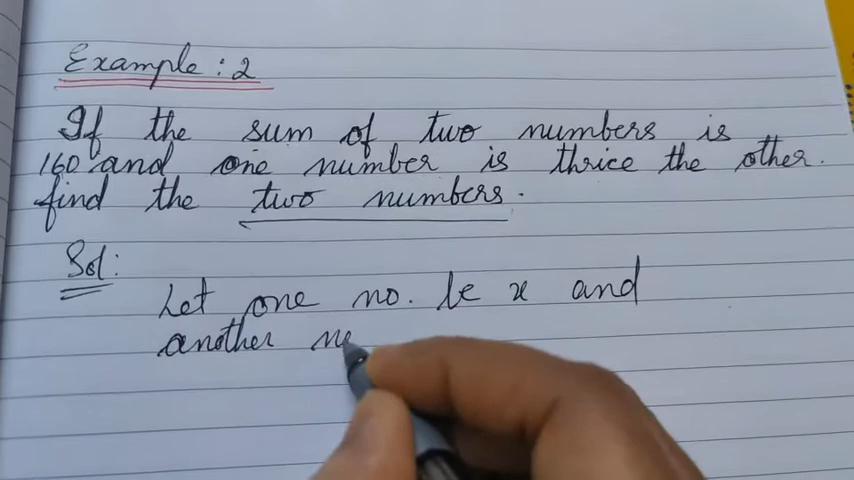 Example : 2
If the sum of two numbers is
160 and one number is thrice the other.
find the two numbers.
Sol:
Let one no. be x and
another no